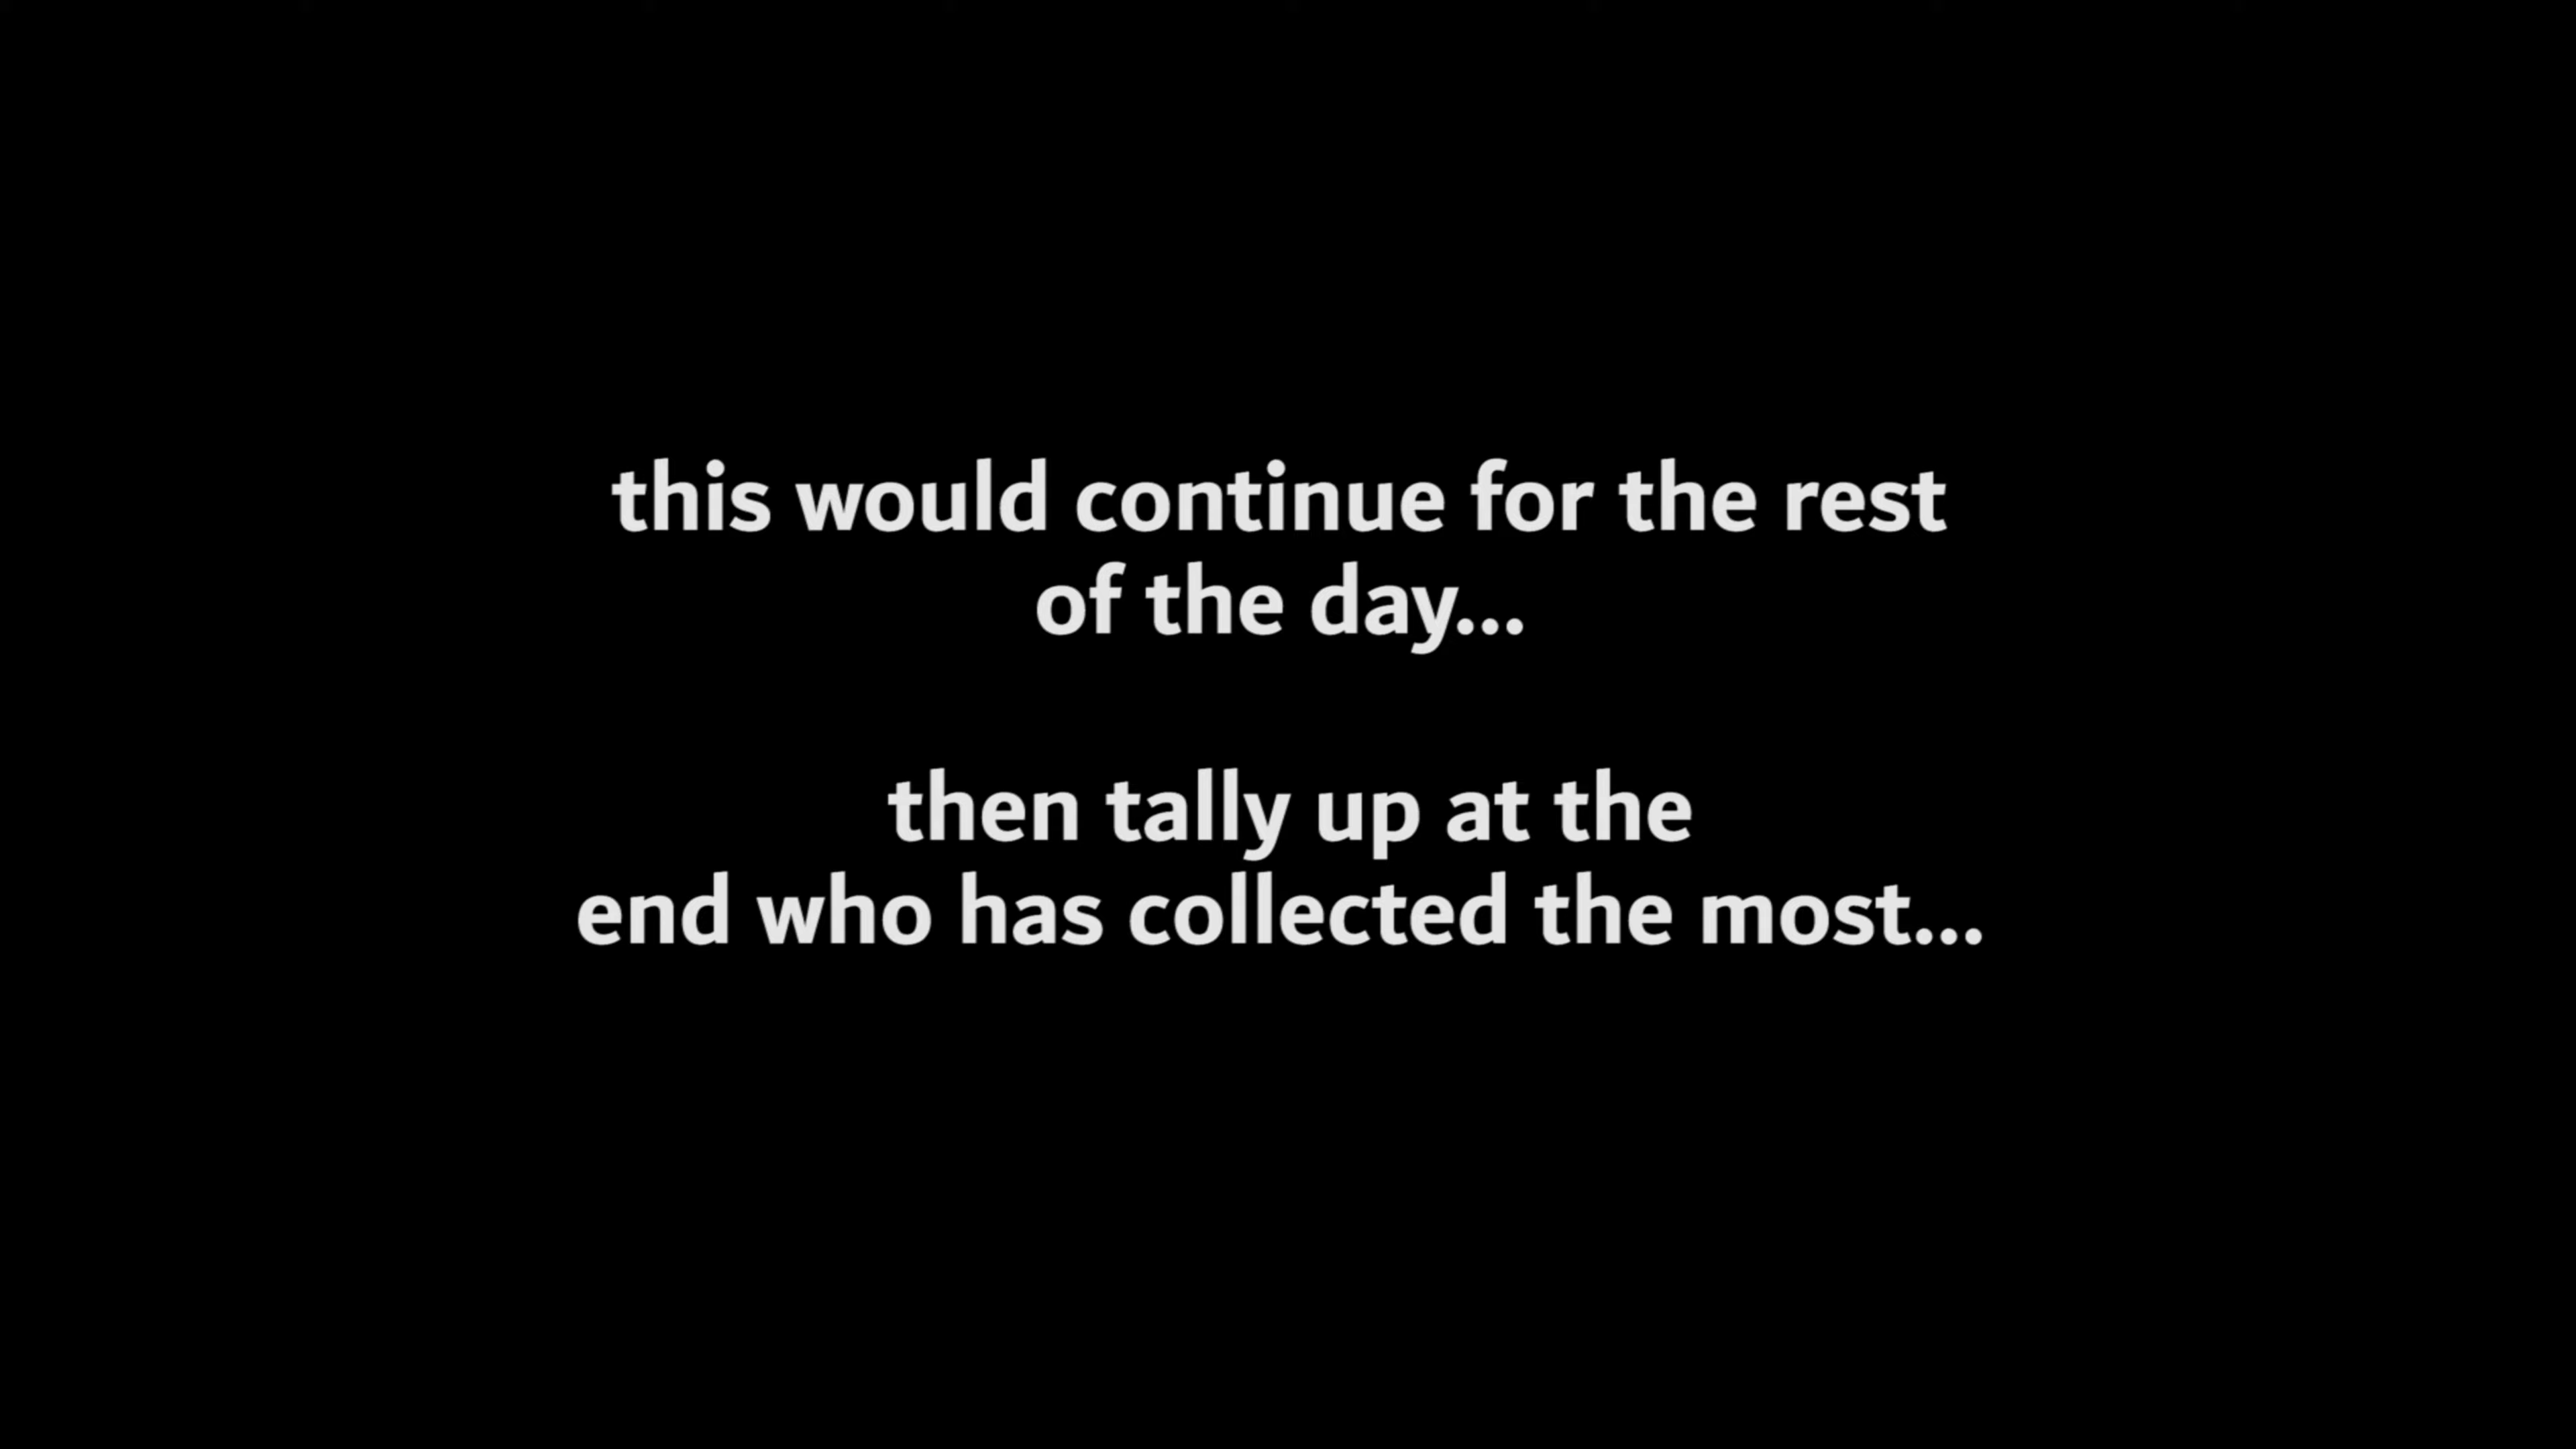 this would continue for the rest
of the day...
then tally up at the
end who has collected the most...